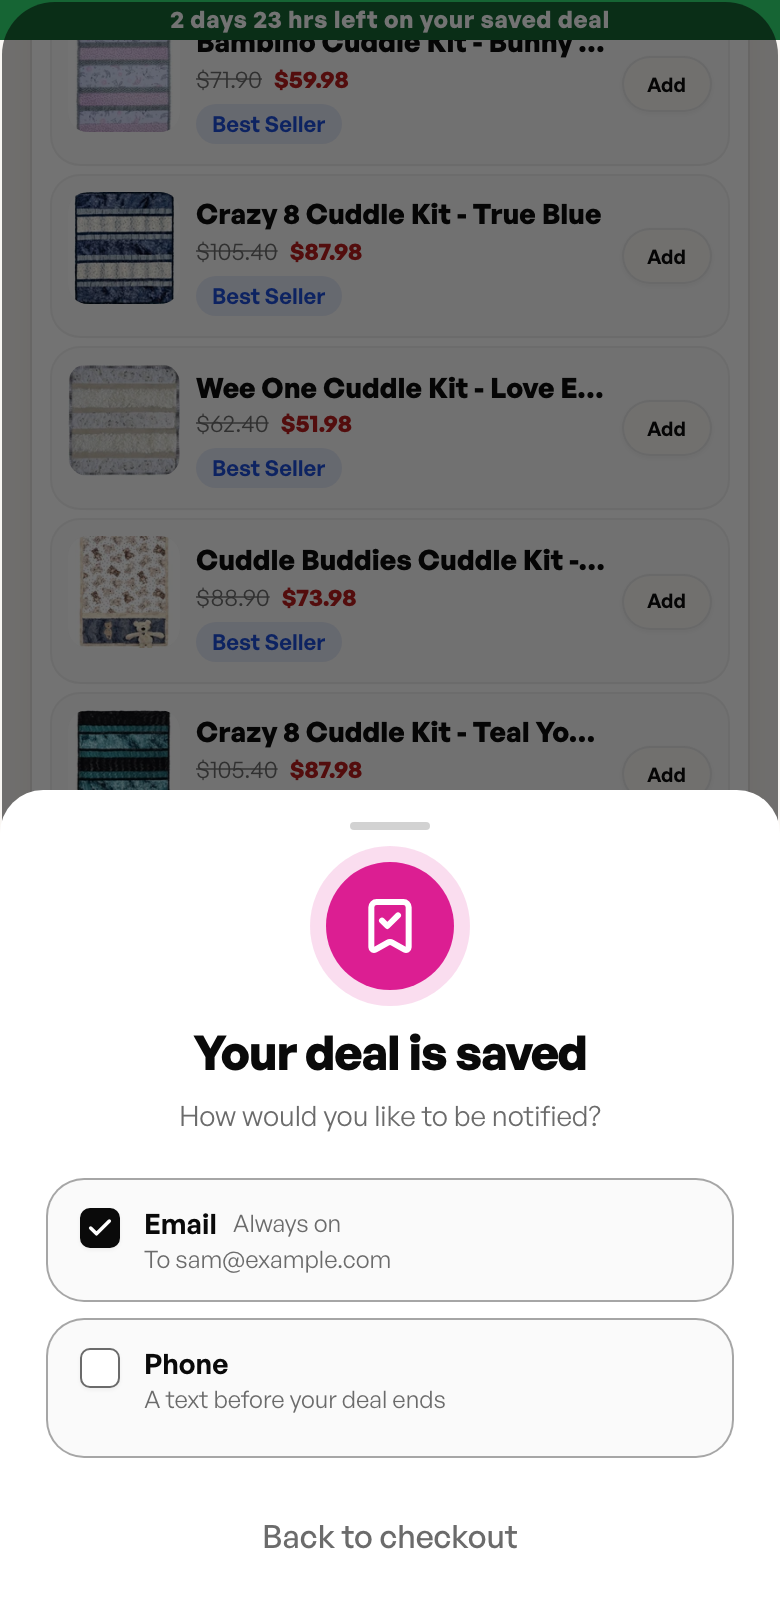 2 days 23 hrs left on your saved deal
Bambino Cuddle Kit - Bunny ...
$71.90 $59.98
Add
Best Seller
Crazy 8 Cuddle Kit - True Blue
$105.40 $87.98
Add
Best Seller
Wee One Cuddle Kit - Love E...
$62.40 $51.98
Add
Best Seller
Cuddle Buddies Cuddle Kit -...
$88.90 $73.98
Add
Best Seller
Crazy 8 Cuddle Kit - Teal Yo...
$105.40 $87.98
Add
Your deal is saved
How would you like to be notified?
Email Always on
To sam@example.com
Phone
A text before your deal ends
Back to checkout